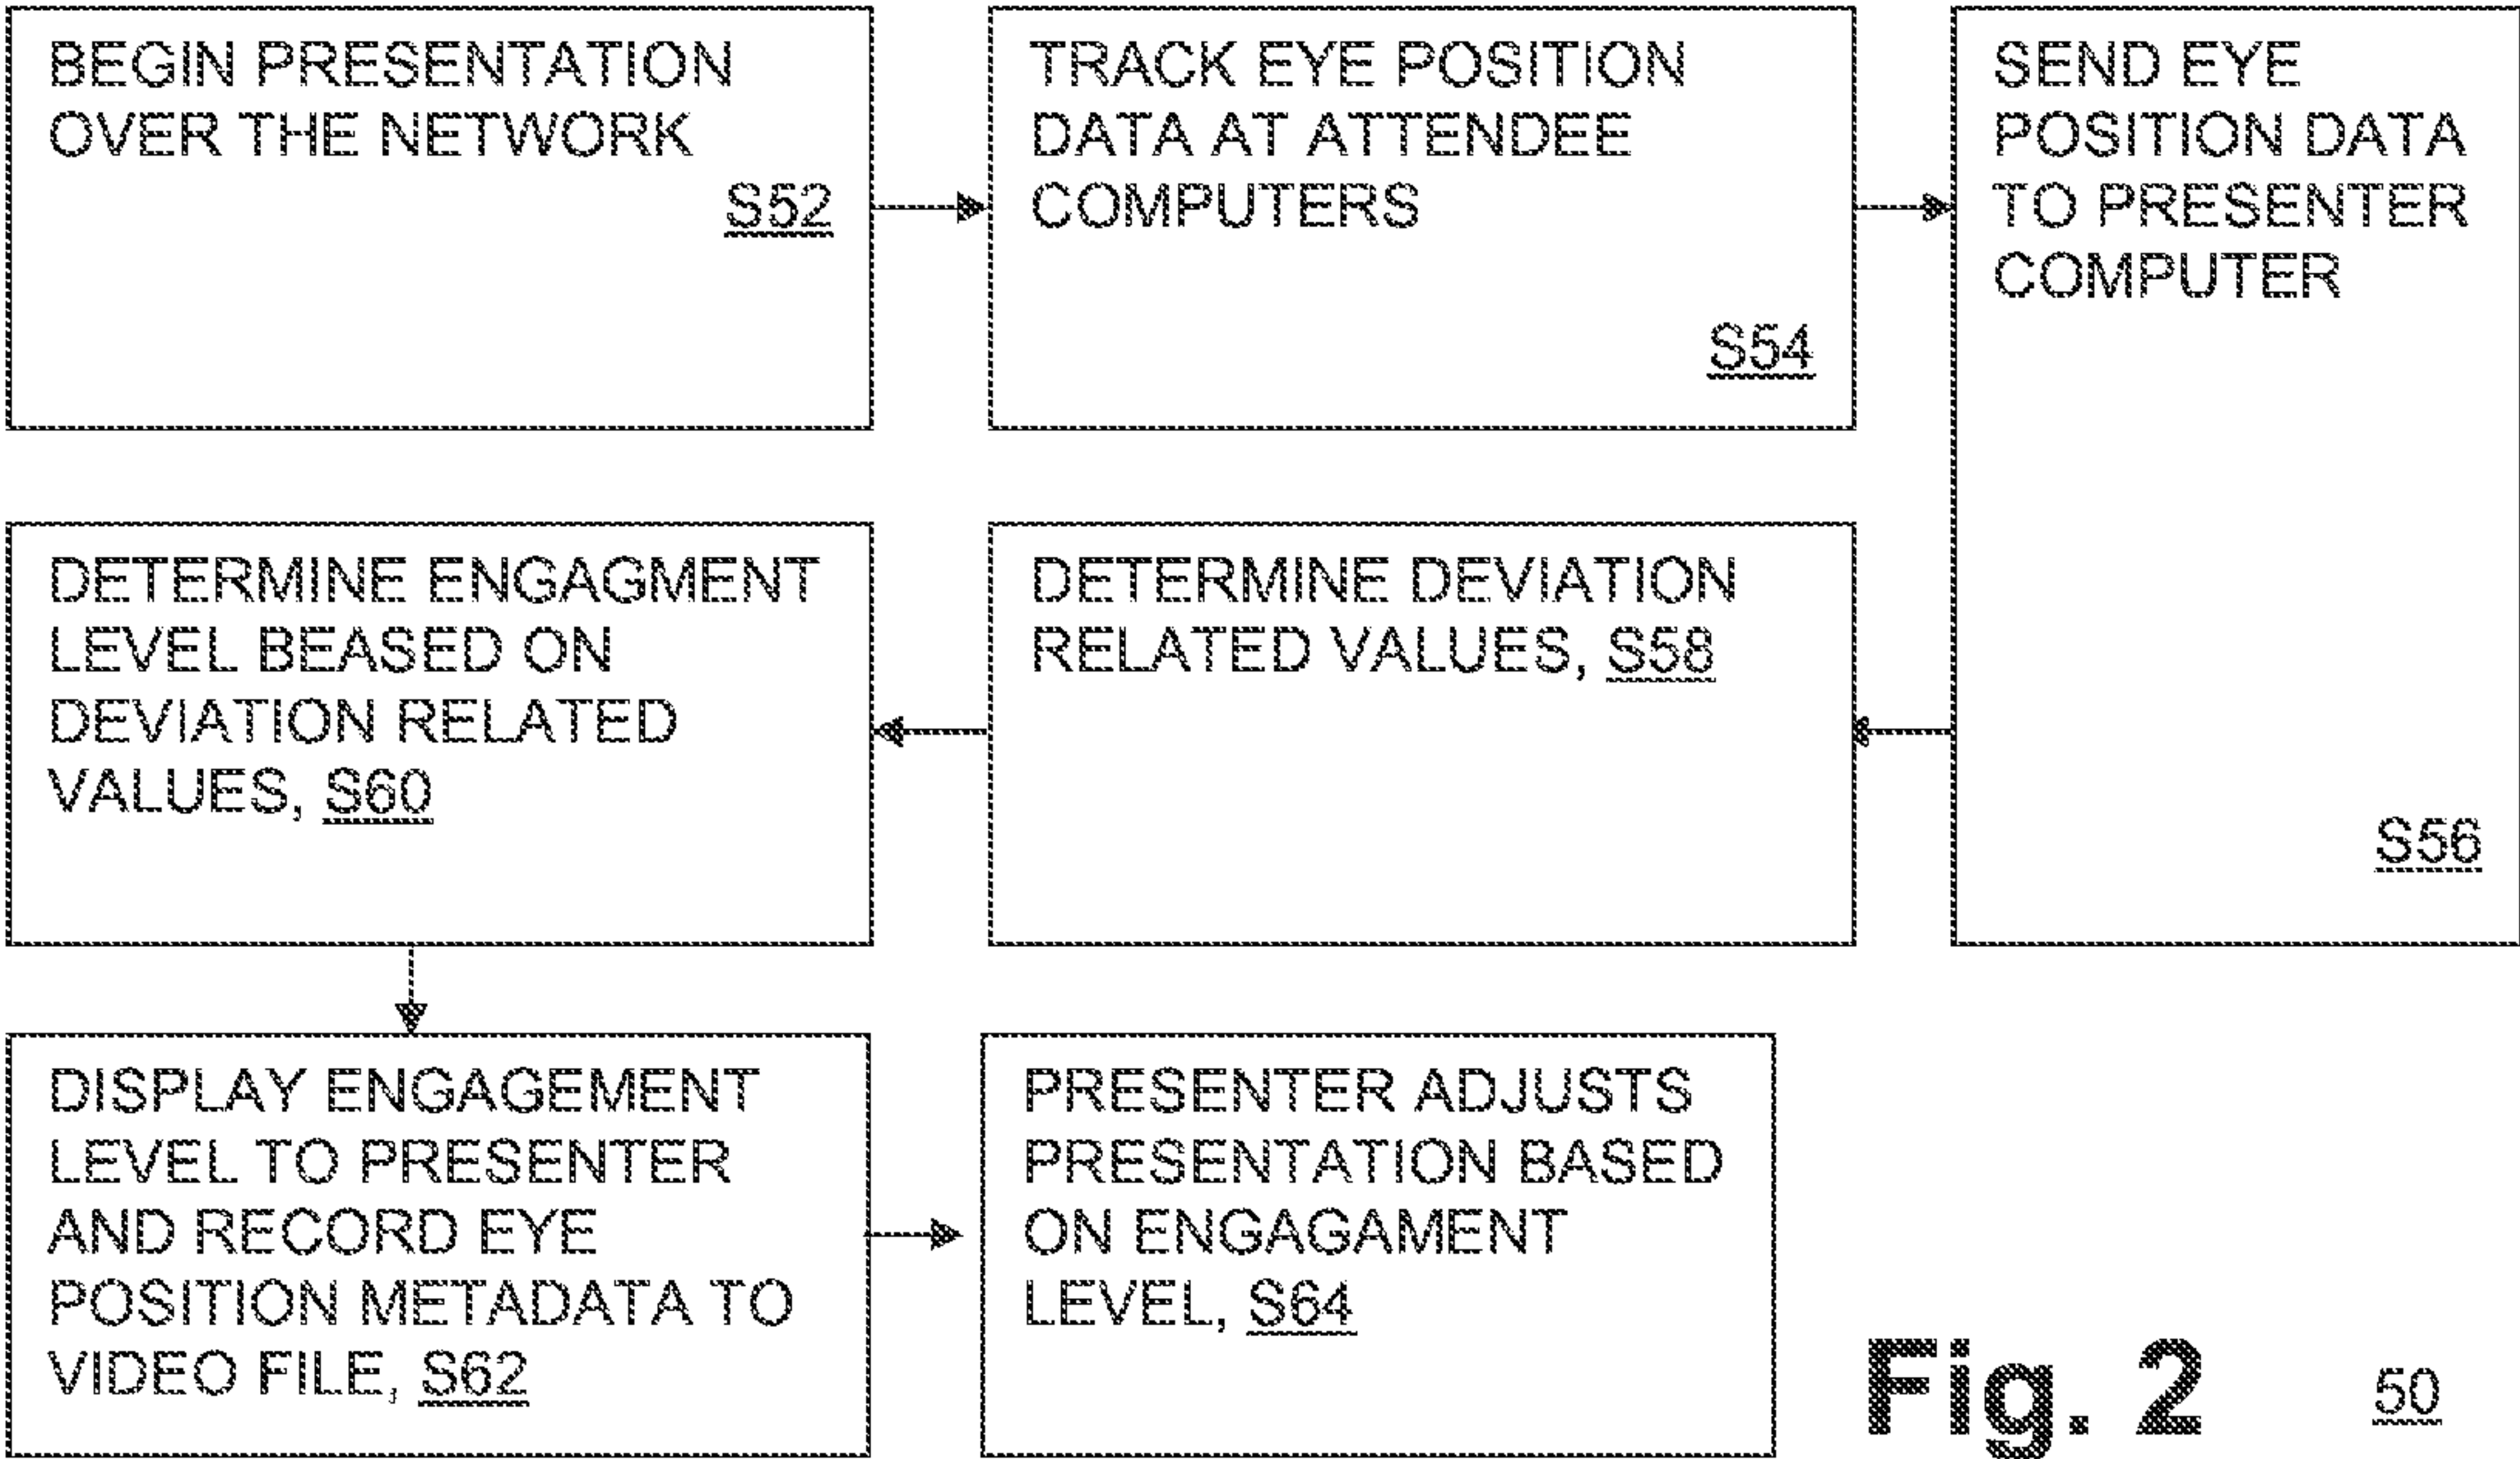 BEGIN PRESENTATION
OVER THE NETWORK
S52
TRACK EYE POSITION
DATA AT ATTENDEE
COMPUTERS
S54
SEND EYE
POSITION DATA
TO PRESENTER
COMPUTER
S56
DETERMINE DEVIATION
RELATED VALUES, S58
DETERMINE ENGAGMENT
LEVEL BEASED ON
DEVIATION RELATED
VALUES, S60
DISPLAY ENGAGEMENT
LEVEL TO PRESENTER
AND RECORD EYE
POSITION METADATA TO
VIDEO FILE, S62
PRESENTER ADJUSTS
PRESENTATION BASED
ON ENGAGAMENT
LEVEL, S64
Fig. 2
50